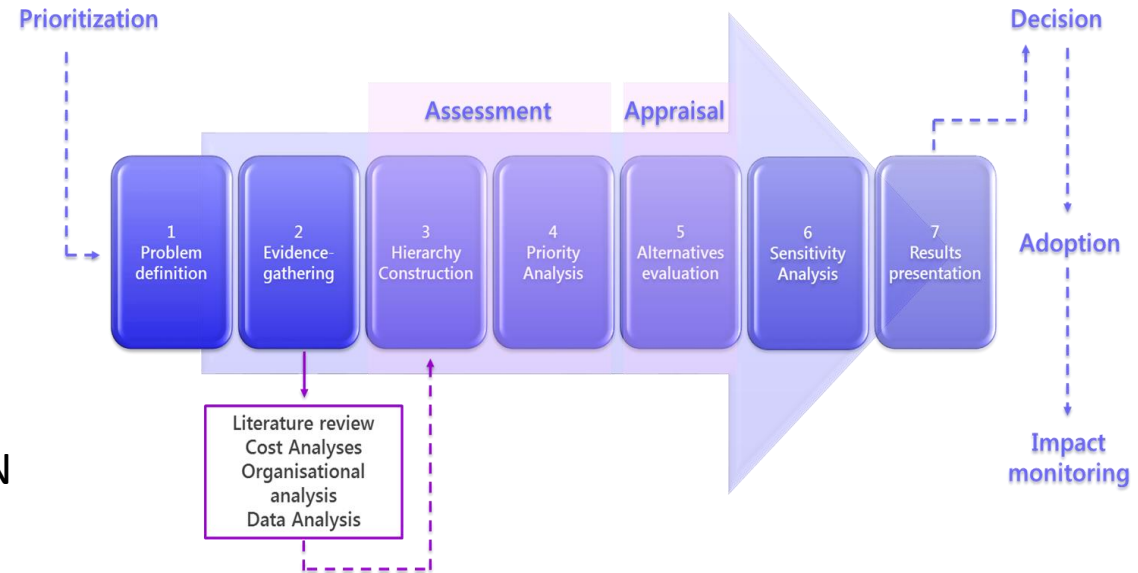 Prioritization
Decision
Assessment
Appraisal
1
Problem
definition
2
Evidence-
gathering
3
Hierarchy
Construction
4
Priority
Analysis
5
Alternatives
evaluation
6
Sensitivity
Analysis
7
Results
presentation
Adoption
Literature review
Cost Analyses
Organisational
analysis
Data Analysis
Impact
monitoring
N